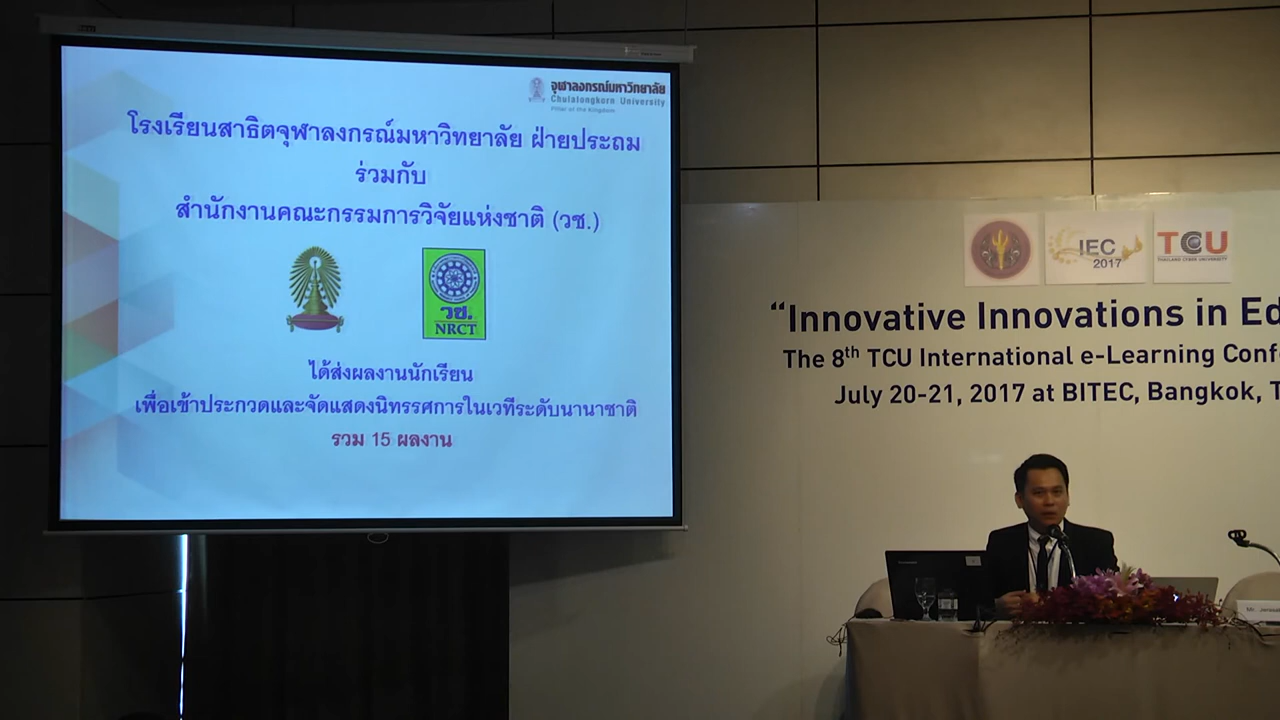 จุฬาลงกรณ์มหาวิทยาลัย
Chulalongkorn University
Pillar of the Kingdom
โรงเรียนสาธิตจุฬาลงกรณ์มหาวิทยาลัย ฝ่ายประถม
ร่วมกับ
สำนักงานคณะกรรมการวิจัยแห่งชาติ (วช.)
วช.
NRCT
ได้ส่งผลงานนักเรียน
เพื่อเข้าประกวดและจัดแสดงนิทรรศการในเวทีระดับนานาชาติ
รวม 15 ผลงาน
IEC
2017
TCU
THAILAND CYBER UNIVERSITY
“Innovative Innovations in Ed
The 8th TCU International e-Learning Conf
July 20-21, 2017 at BITEC, Bangkok, T
Mr.